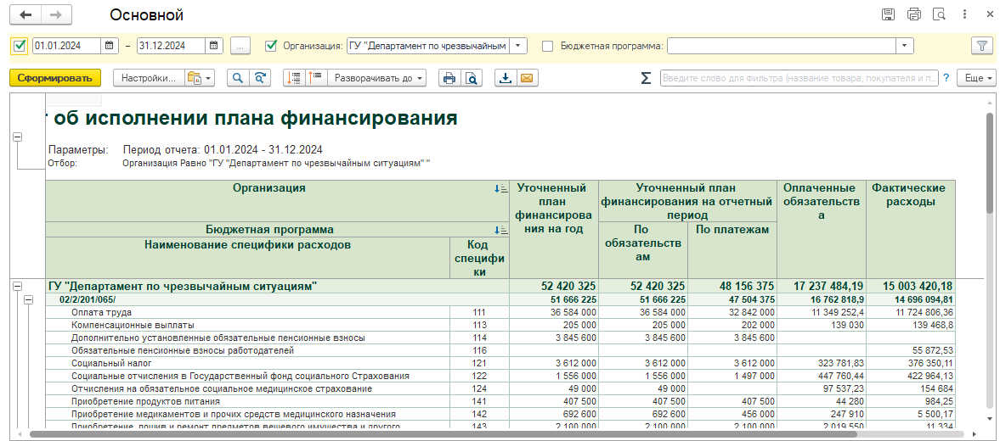 Основной
01.01.2024 – 31.12.2024 ... Организация: ГУ "Департамент по чрезвычайным Бюджетная программа:
Сформировать Настройки... Разворачивать до Σ Введите слово для фильтра (название товара, покупателя и п... ? Еще
об исполнении плана финансирования
Параметры: Период отчета: 01.01.2024 - 31.12.2024
Отбор: Организация Равно "ГУ "Департамент по чрезвычайным ситуациям" "
Организация
Бюджетная программа
Наименование специфики расходов
Код
специфи
ки
Уточненный
план
финансирова
ния на год
Уточненный план
финансирования на отчетный
период
По
обязательств
ам
По платежам
Оплаченные
обязательств
а
Фактические
расходы
ГУ "Департамент по чрезвычайным ситуациям" 52 420 325 52 420 325 48 156 375 17 237 484,19 15 003 420,18
02/2/201/065/ 51 666 225 51 666 225 47 504 375 16 762 818,9 14 696 094,81
Оплата труда 111 36 584 000 36 584 000 32 842 000 11 349 252,4 11 724 806,36
Компенсационные выплаты 113 205 000 205 000 202 000 139 030 139 468,8
Дополнительно установленные обязательные пенсионные взносы 114 3 845 600 3 845 600 3 845 600
Обязательные пенсионные взносы работодателей 116 55 872,53
Социальный налог 121 3 612 000 3 612 000 3 612 000 323 781,83 376 350,11
Социальные отчисления в Государственный фонд социального Страхования 122 1 556 000 1 556 000 1 497 000 447 760,44 422 964,13
Отчисления на обязательное социальное медицинское страхование 124 49 000 49 000 97 537,23 154 684
Приобретение продуктов питания 141 407 500 407 500 407 500 44 280 984,25
Приобретение медикаментов и прочих средств медицинского назначения 142 692 600 692 600 456 000 247 910 5 500,17
Приобретение, пошив и ремонт предметов вещевого имущества и другого 143 2 100 000 2 100 000 2 100 000 2 019 550 11 334